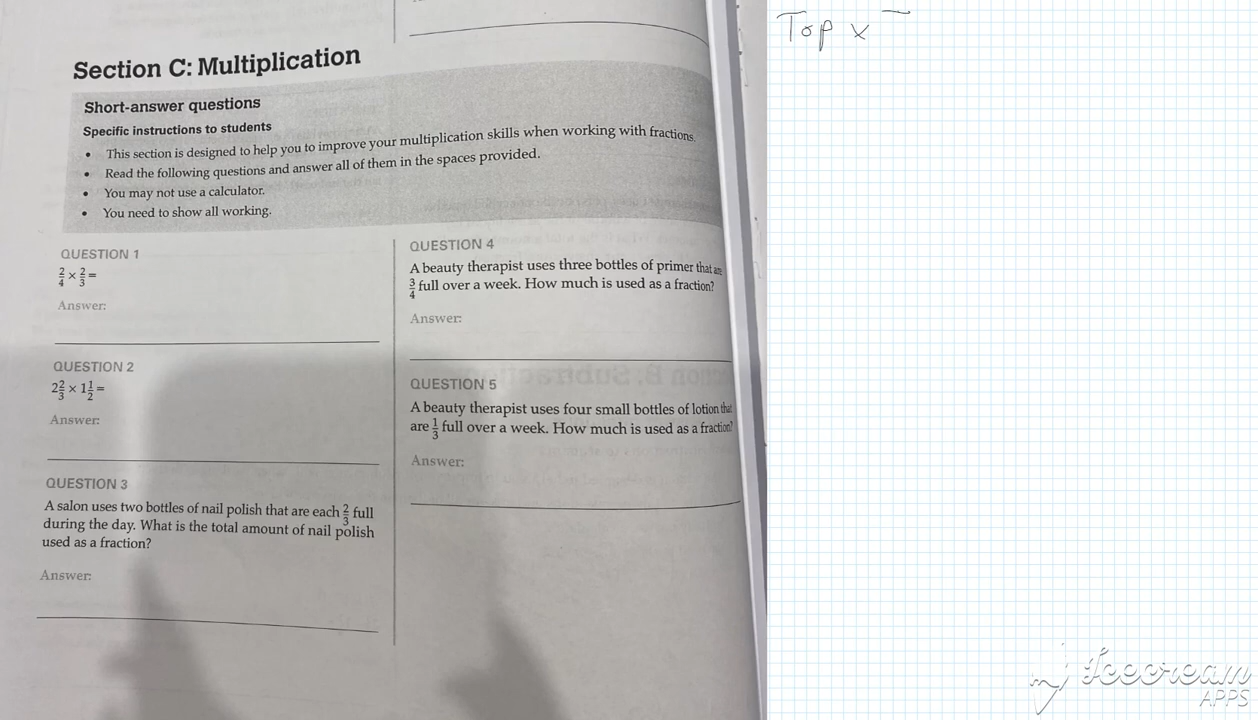 Section C: Multiplication
Short-answer questions
Specific instructions to students
• This section is designed to help you to improve your multiplication skills when working with fractions.
• Read the following questions and answer all of them in the spaces provided.
• You may not use a calculator.
• You need to show all working.
QUESTION 1
2/4 × 2/3 =
Answer:
QUESTION 2
2 2/3 × 1 1/2 =
Answer:
QUESTION 3
A salon uses two bottles of nail polish that are each 2/3 full
during the day. What is the total amount of nail polish
used as a fraction?
Answer:
QUESTION 4
A beauty therapist uses three bottles of primer that are
3/4 full over a week. How much is used as a fraction?
Answer:
QUESTION 5
A beauty therapist uses four small bottles of lotion that
are 1/3 full over a week. How much is used as a fraction?
Answer:
Top x
Icecream
APPS